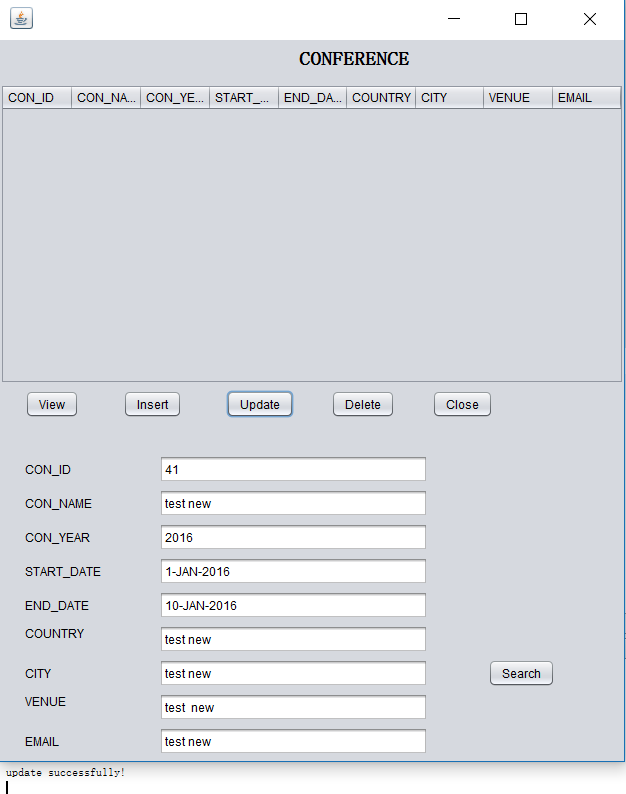 CONFERENCE
CON_ID CON_NA... CON_YE... START_... END_DA... COUNTRY CITY VENUE EMAIL
View Insert Update Delete Close
CON_ID 41
CON_NAME test new
CON_YEAR 2016
START_DATE 1-JAN-2016
END_DATE 10-JAN-2016
COUNTRY test new
CITY test new Search
VENUE test  new
EMAIL test new
update successfully!